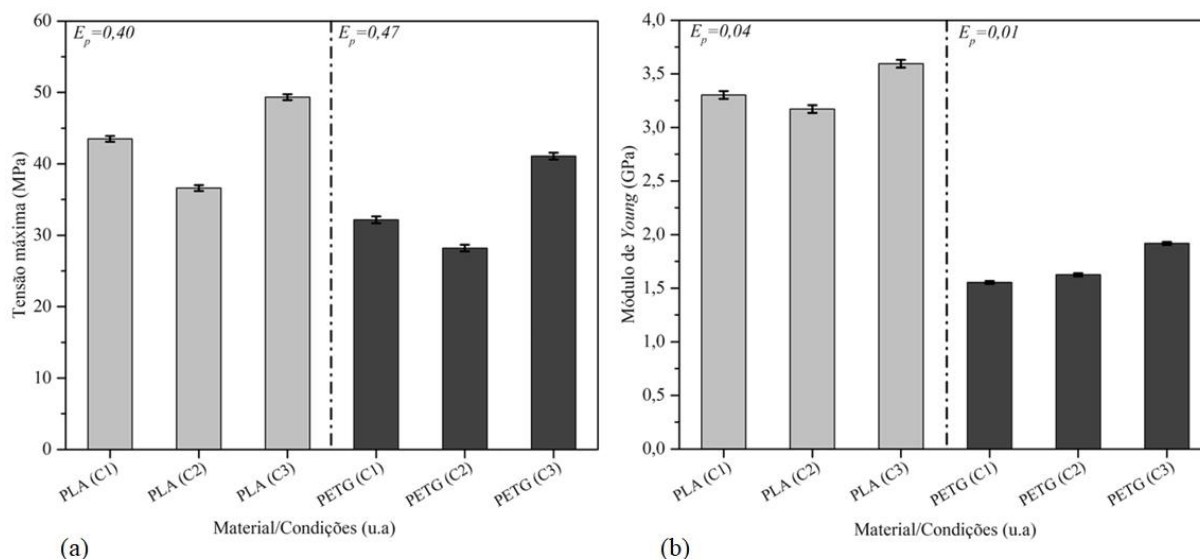 E_p=0,40
E_p=0,47
Tensão máxima (MPa)
60
50
40
30
20
10
0
PLA (C1)
PLA (C2)
PLA (C3)
PETG (C1)
PETG (C2)
PETG (C3)
Material/Condições (u.a)
(a)
E_p=0,04
E_p=0,01
Módulo de Young (GPa)
4,0
3,5
3,0
2,5
2,0
1,5
1,0
0,5
0,0
PLA (C1)
PLA (C2)
PLA (C3)
PETG (C1)
PETG (C2)
PETG (C3)
Material/Condições (u.a)
(b)